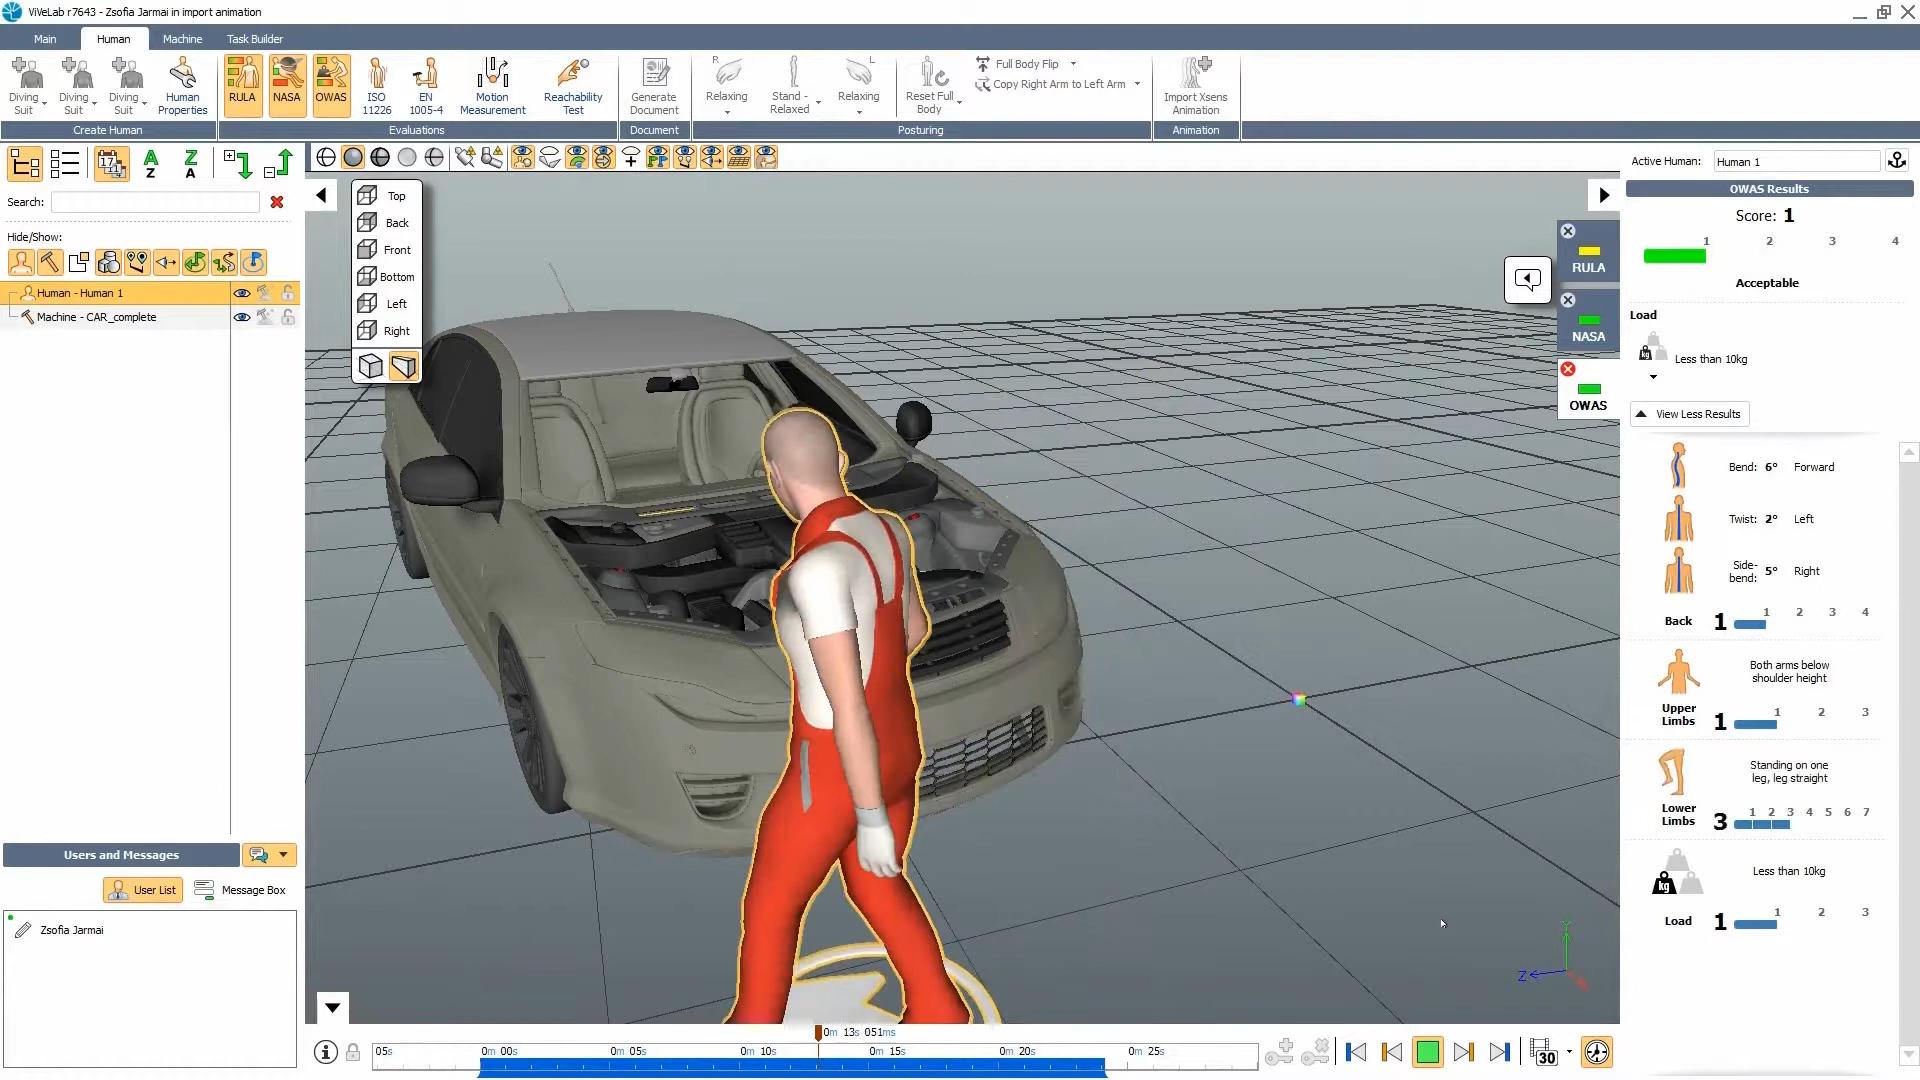 ViVeLab r7643 - Zsofia Jarmai in import animation
Main Human Machine Task Builder
Diving Suit
Diving Suit
Diving Suit
Human Properties
RULA
NASA
OWAS
ISO 11226
EN 1005-4
Motion Measurement
Reachability Test
Generate Document
R
Relaxing
Stand - Relaxed
L
Relaxing
Reset Full Body
Full Body Flip
Copy Right Arm to Left Arm
Import Xsens Animation
Create Human
Evaluations
Document
Posturing
Animation
17
A Z
Z A
Search:
Hide/Show:
Human - Human 1
Machine - CAR_complete
Users and Messages
User List
Message Box
Zsofia Jarmai
Top
Back
Front
Bottom
Left
Right
RULA
NASA
OWAS
Y
Z
0m 13s 051ms
05s
0m 00s
0m 05s
0m 10s
0m 15s
0m 20s
0m 25s
30
Active Human: Human 1
OWAS Results
Score: 1
1 2 3 4
Acceptable
Load
kg
Less than 10kg
View Less Results
Bend: 6° Forward
Twist: 2° Left
Side-
bend: 5° Right
1 2 3 4
Back 1
Both arms below
shoulder height
Upper
Limbs 1
1 2 3
Standing on one
leg, leg straight
Lower
Limbs 3
1 2 3 4 5 6 7
kg
Less than 10kg
Load 1
1 2 3